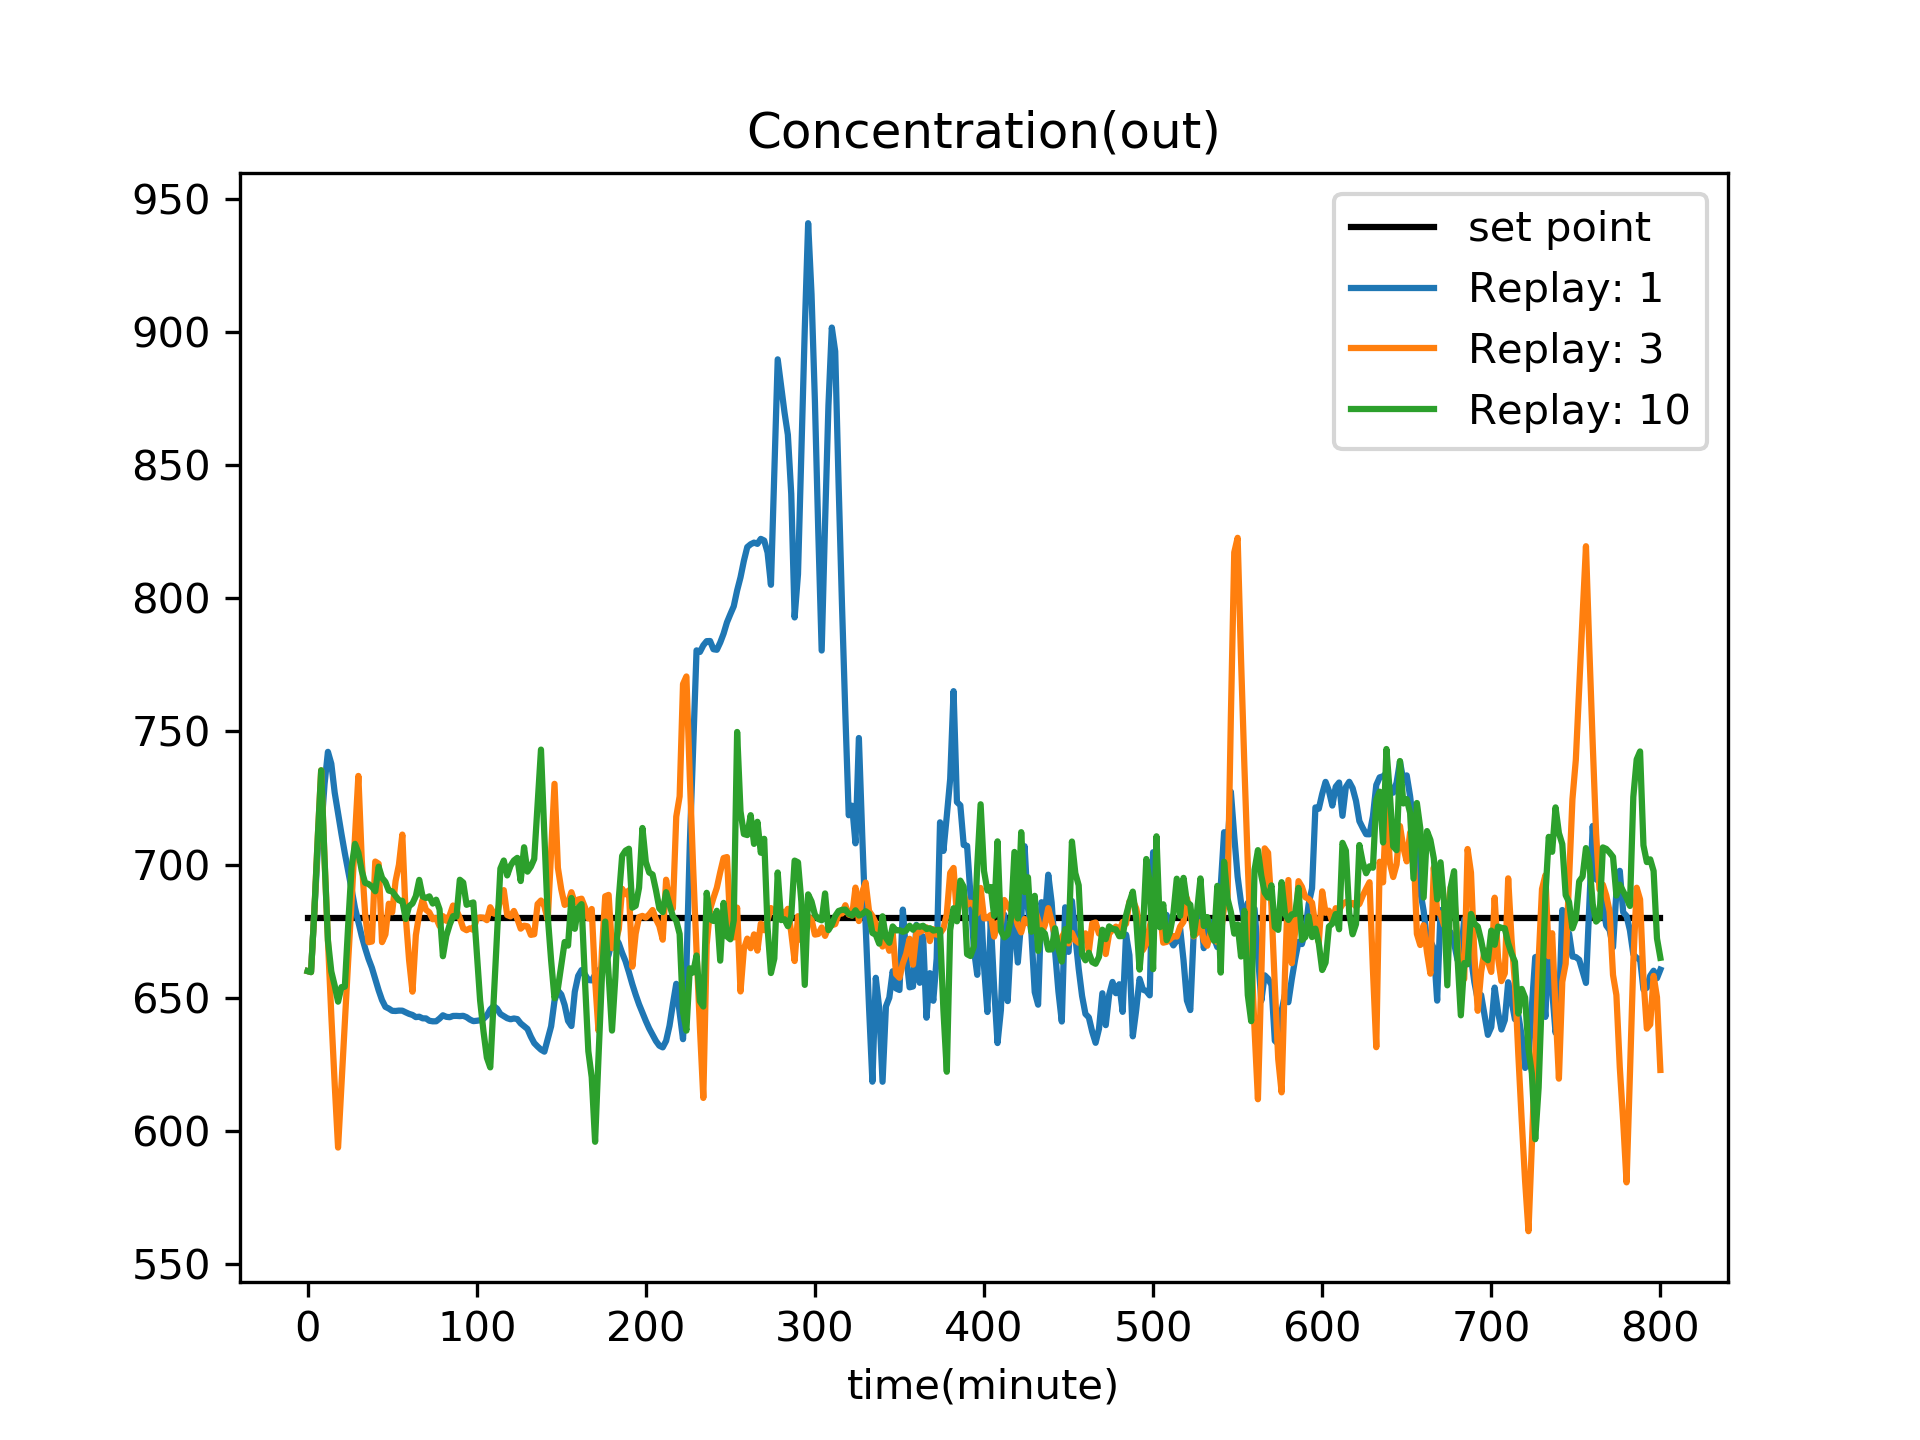 Concentration(out)
950
900
850
800
750
700
650
600
550
set point
Replay: 1
Replay: 3
Replay: 10
0 100 200 300 400 500 600 700 800
time(minute)